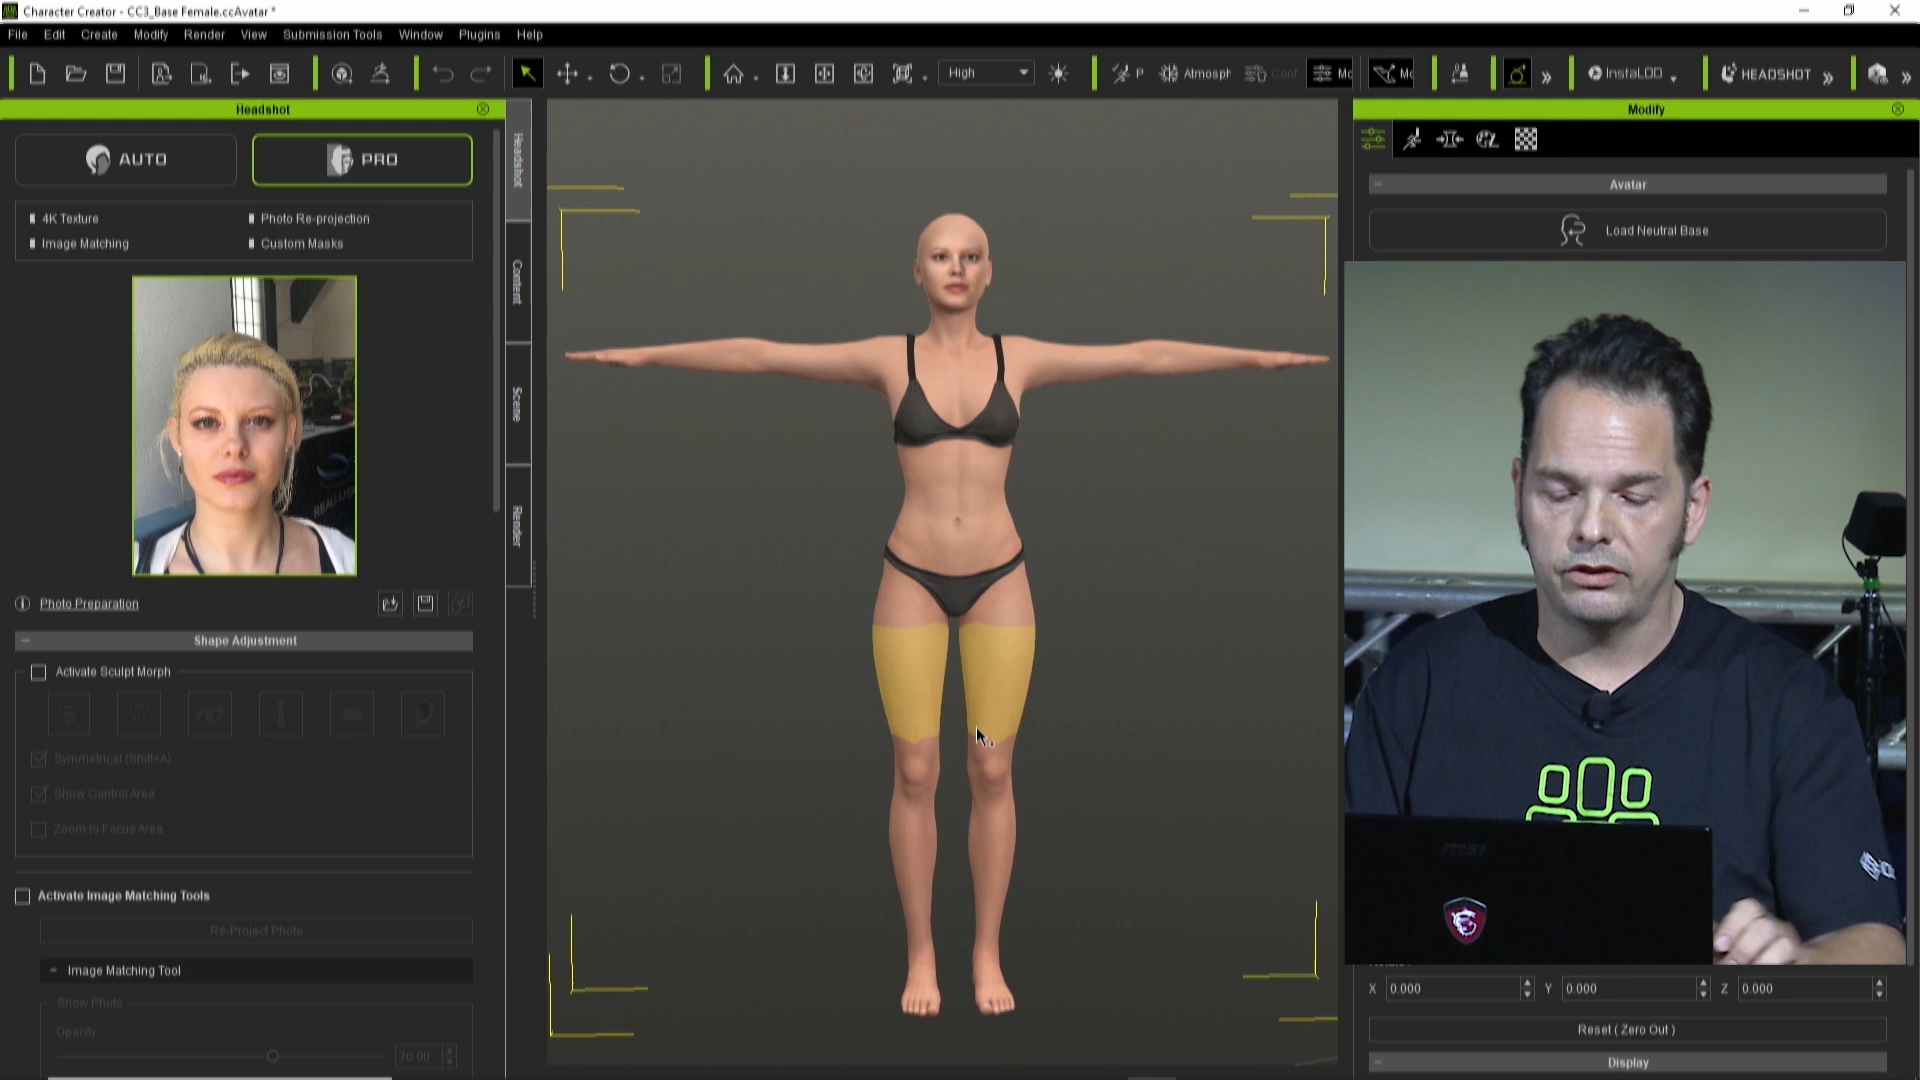 Character Creator - CC3_Base Female.ccAvatar *
File Edit Create Modify Render View Submission Tools Window Plugins Help
High P Atmosph Conf Mc Mc InstaLOD HEADSHOT
Headshot
AUTO PRO
4K Texture Photo Re-projection
Image Matching Custom Masks
Photo Preparation
Shape Adjustment
Activate Sculpt Morph
Symmetrical (Shift+A)
Show Control Area
Zoom to Focus Area
Activate Image Matching Tools
Re-Project Photo
Image Matching Tool
Show Photo
Opacity
70.00
Headshot
Content
Scene
Render
Modify
Avatar
Load Neutral Base
msi
X 0.000 Y 0.000 Z 0.000
Reset ( Zero Out )
Display